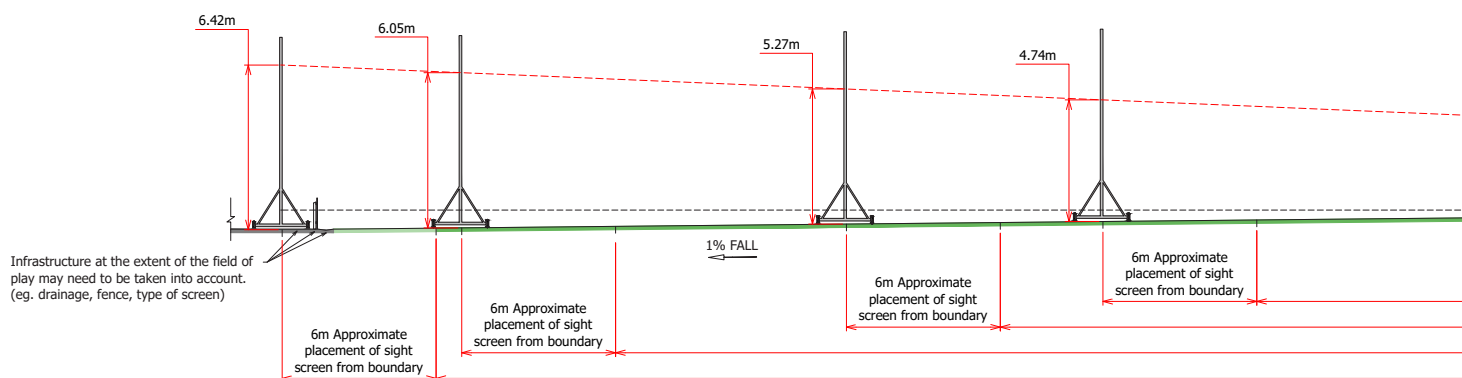 6.42m
6.05m
5.27m
4.74m
Infrastructure at the extent of the field of
play may need to be taken into account.
(eg. drainage, fence, type of screen)
1% FALL
6m Approximate
placement of sight
screen from boundary
6m Approximate
placement of sight
screen from boundary
6m Approximate
placement of sight
screen from boundary
6m Approximate
placement of sight
screen from boundary